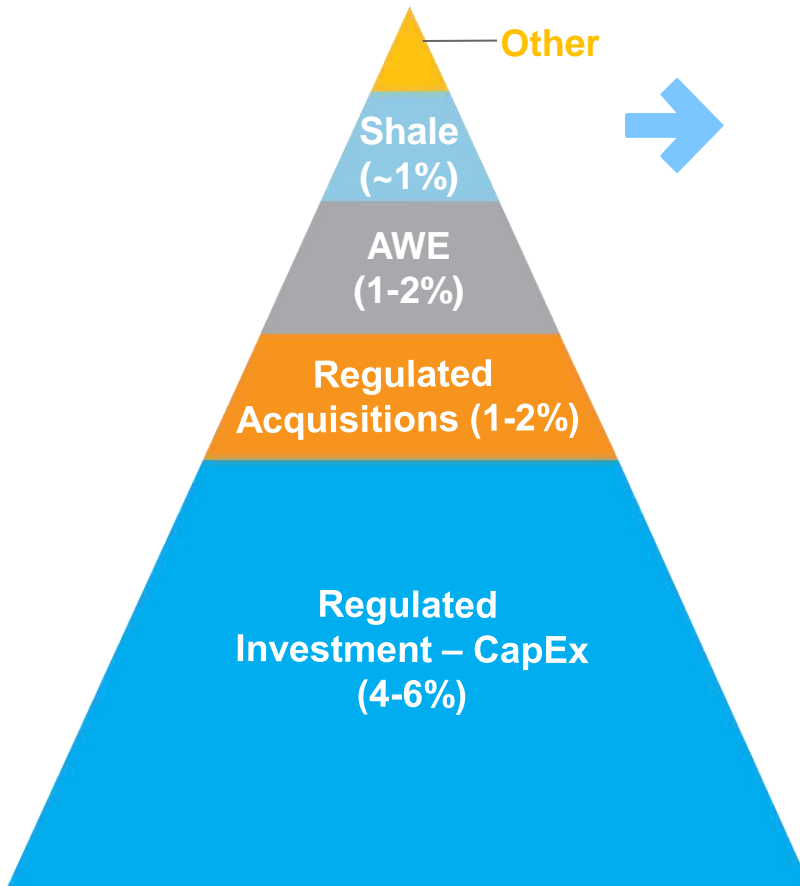 Other
Shale
(~1%)
AWE
(1-2%)
Regulated
Acquisitions (1-2%)
Regulated
Investment – CapEx
(4-6%)